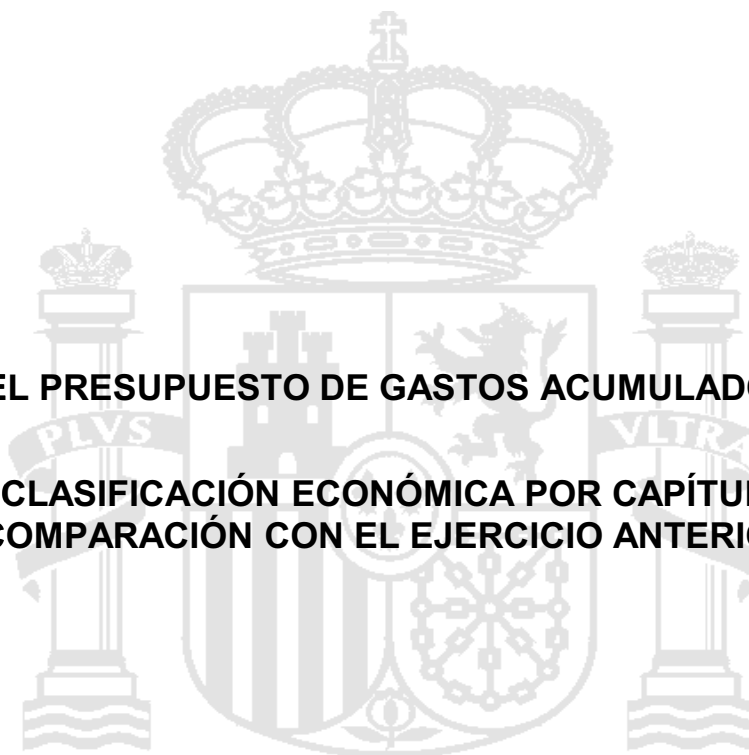 EL PRESUPUESTO DE GASTOS ACUMULADO
PLVS
VLTRA
CLASIFICACIÓN ECONÓMICA POR CAPÍTU
COMPARACIÓN CON EL EJERCICIO ANTERI